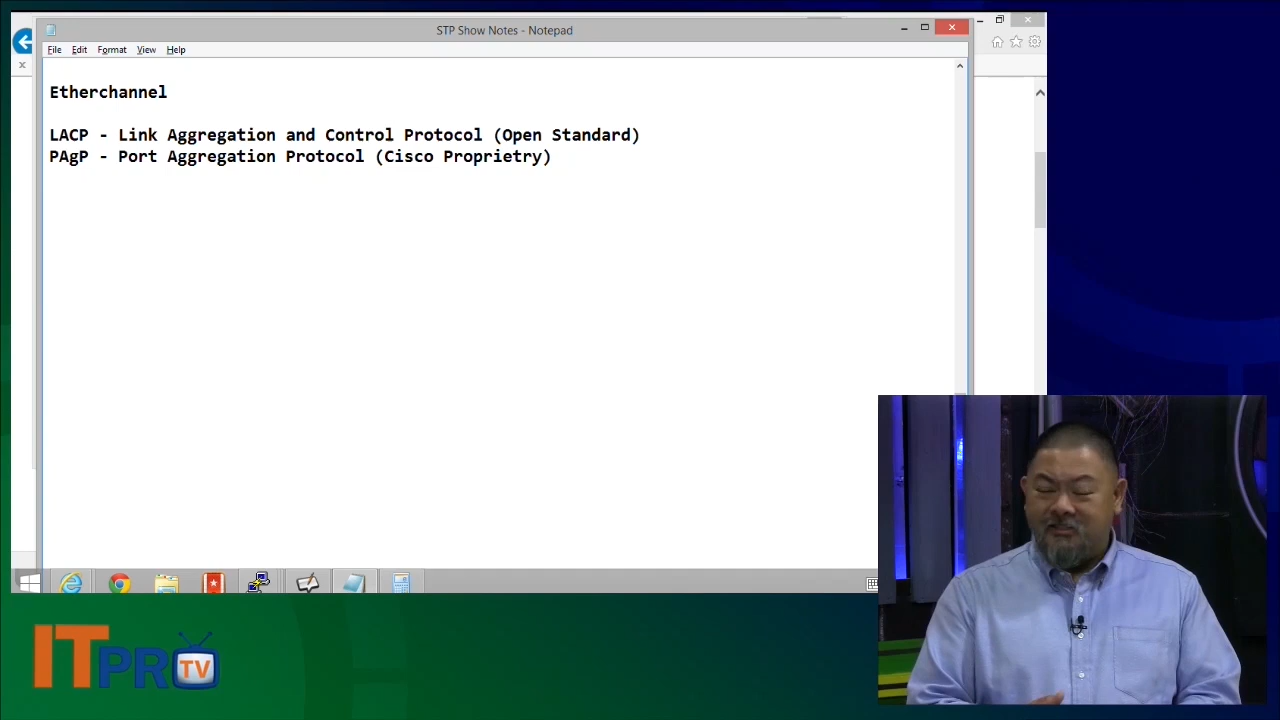 STP Show Notes - Notepad
File Edit Format View Help
Etherchannel
LACP - Link Aggregation and Control Protocol (Open Standard)
PAgP - Port Aggregation Protocol (Cisco Proprietry)
ITPRO TV